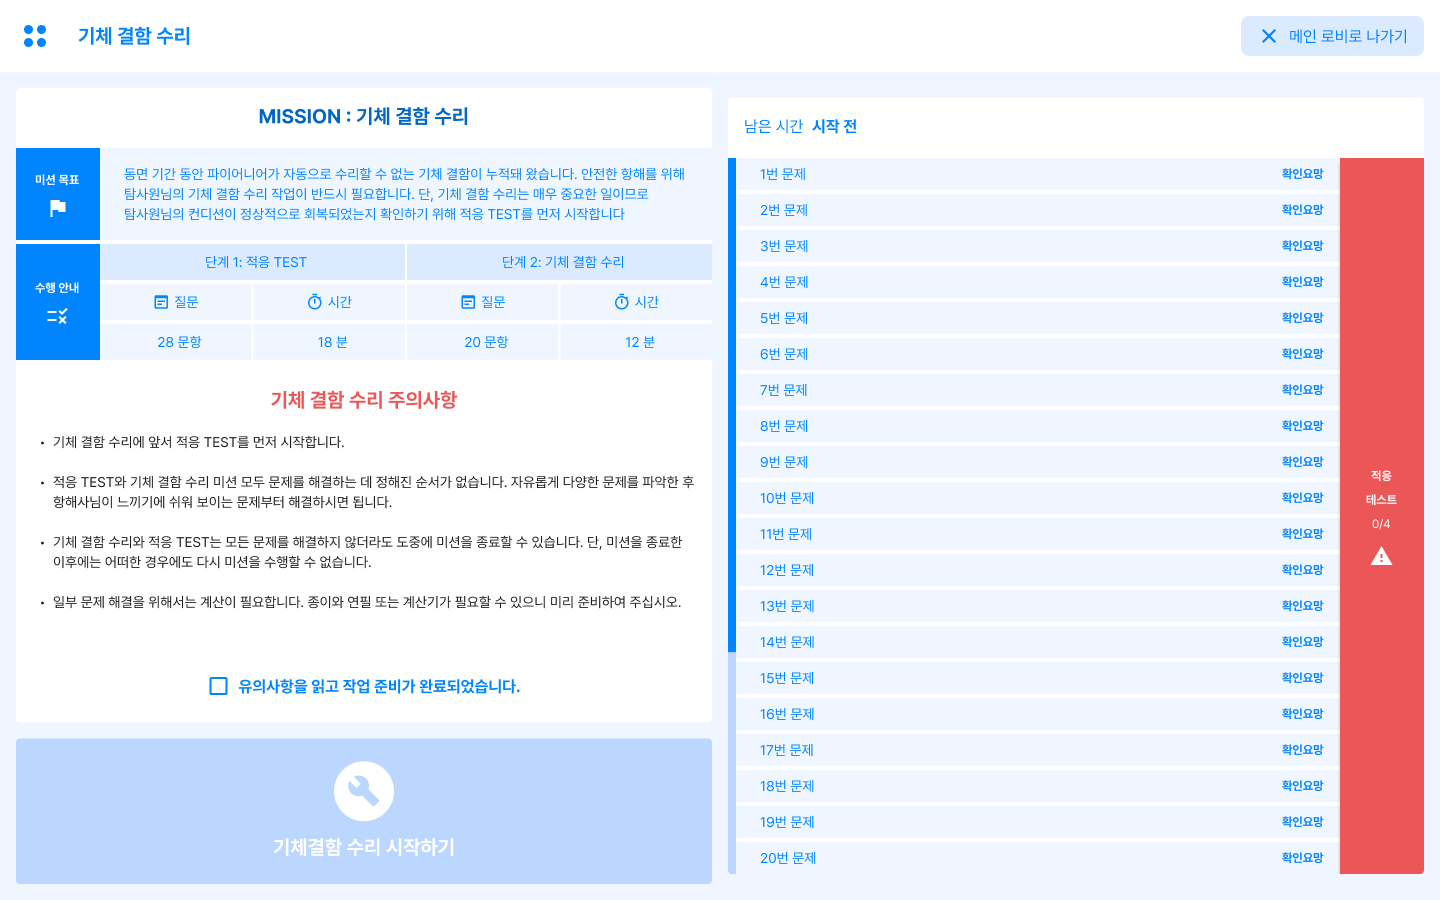 기체 결함 수리
메인 로비로 나가기
MISSION : 기체 결함 수리
미션 목표
동면 기간 동안 파이어니어가 자동으로 수리할 수 없는 기체 결함이 누적돼 왔습니다. 안전한 항해를 위해
탐사원님의 기체 결함 수리 작업이 반드시 필요합니다. 단, 기체 결함 수리는 매우 중요한 일이므로
탐사원님의 컨디션이 정상적으로 회복되었는지 확인하기 위해 적응 TEST를 먼저 시작합니다
수행 안내
단계 1: 적응 TEST
단계 2: 기체 결함 수리
질문
시간
질문
시간
28 문항
18 분
20 문항
12 분
기체 결함 수리 주의사항
• 기체 결함 수리에 앞서 적응 TEST를 먼저 시작합니다.
• 적응 TEST와 기체 결함 수리 미션 모두 문제를 해결하는 데 정해진 순서가 없습니다. 자유롭게 다양한 문제를 파악한 후
항해사님이 느끼기에 쉬워 보이는 문제부터 해결하시면 됩니다.
• 기체 결함 수리와 적응 TEST는 모든 문제를 해결하지 않더라도 도중에 미션을 종료할 수 있습니다. 단, 미션을 종료한
이후에는 어떠한 경우에도 다시 미션을 수행할 수 없습니다.
• 일부 문제 해결을 위해서는 계산이 필요합니다. 종이와 연필 또는 계산기가 필요할 수 있으니 미리 준비하여 주십시오.
유의사항을 읽고 작업 준비가 완료되었습니다.
기체결함 수리 시작하기
남은 시간 시작 전
1번 문제 확인요망
2번 문제 확인요망
3번 문제 확인요망
4번 문제 확인요망
5번 문제 확인요망
6번 문제 확인요망
7번 문제 확인요망
8번 문제 확인요망
9번 문제 확인요망
10번 문제 확인요망
11번 문제 확인요망
12번 문제 확인요망
13번 문제 확인요망
14번 문제 확인요망
15번 문제 확인요망
16번 문제 확인요망
17번 문제 확인요망
18번 문제 확인요망
19번 문제 확인요망
20번 문제 확인요망
적응
테스트
0/4